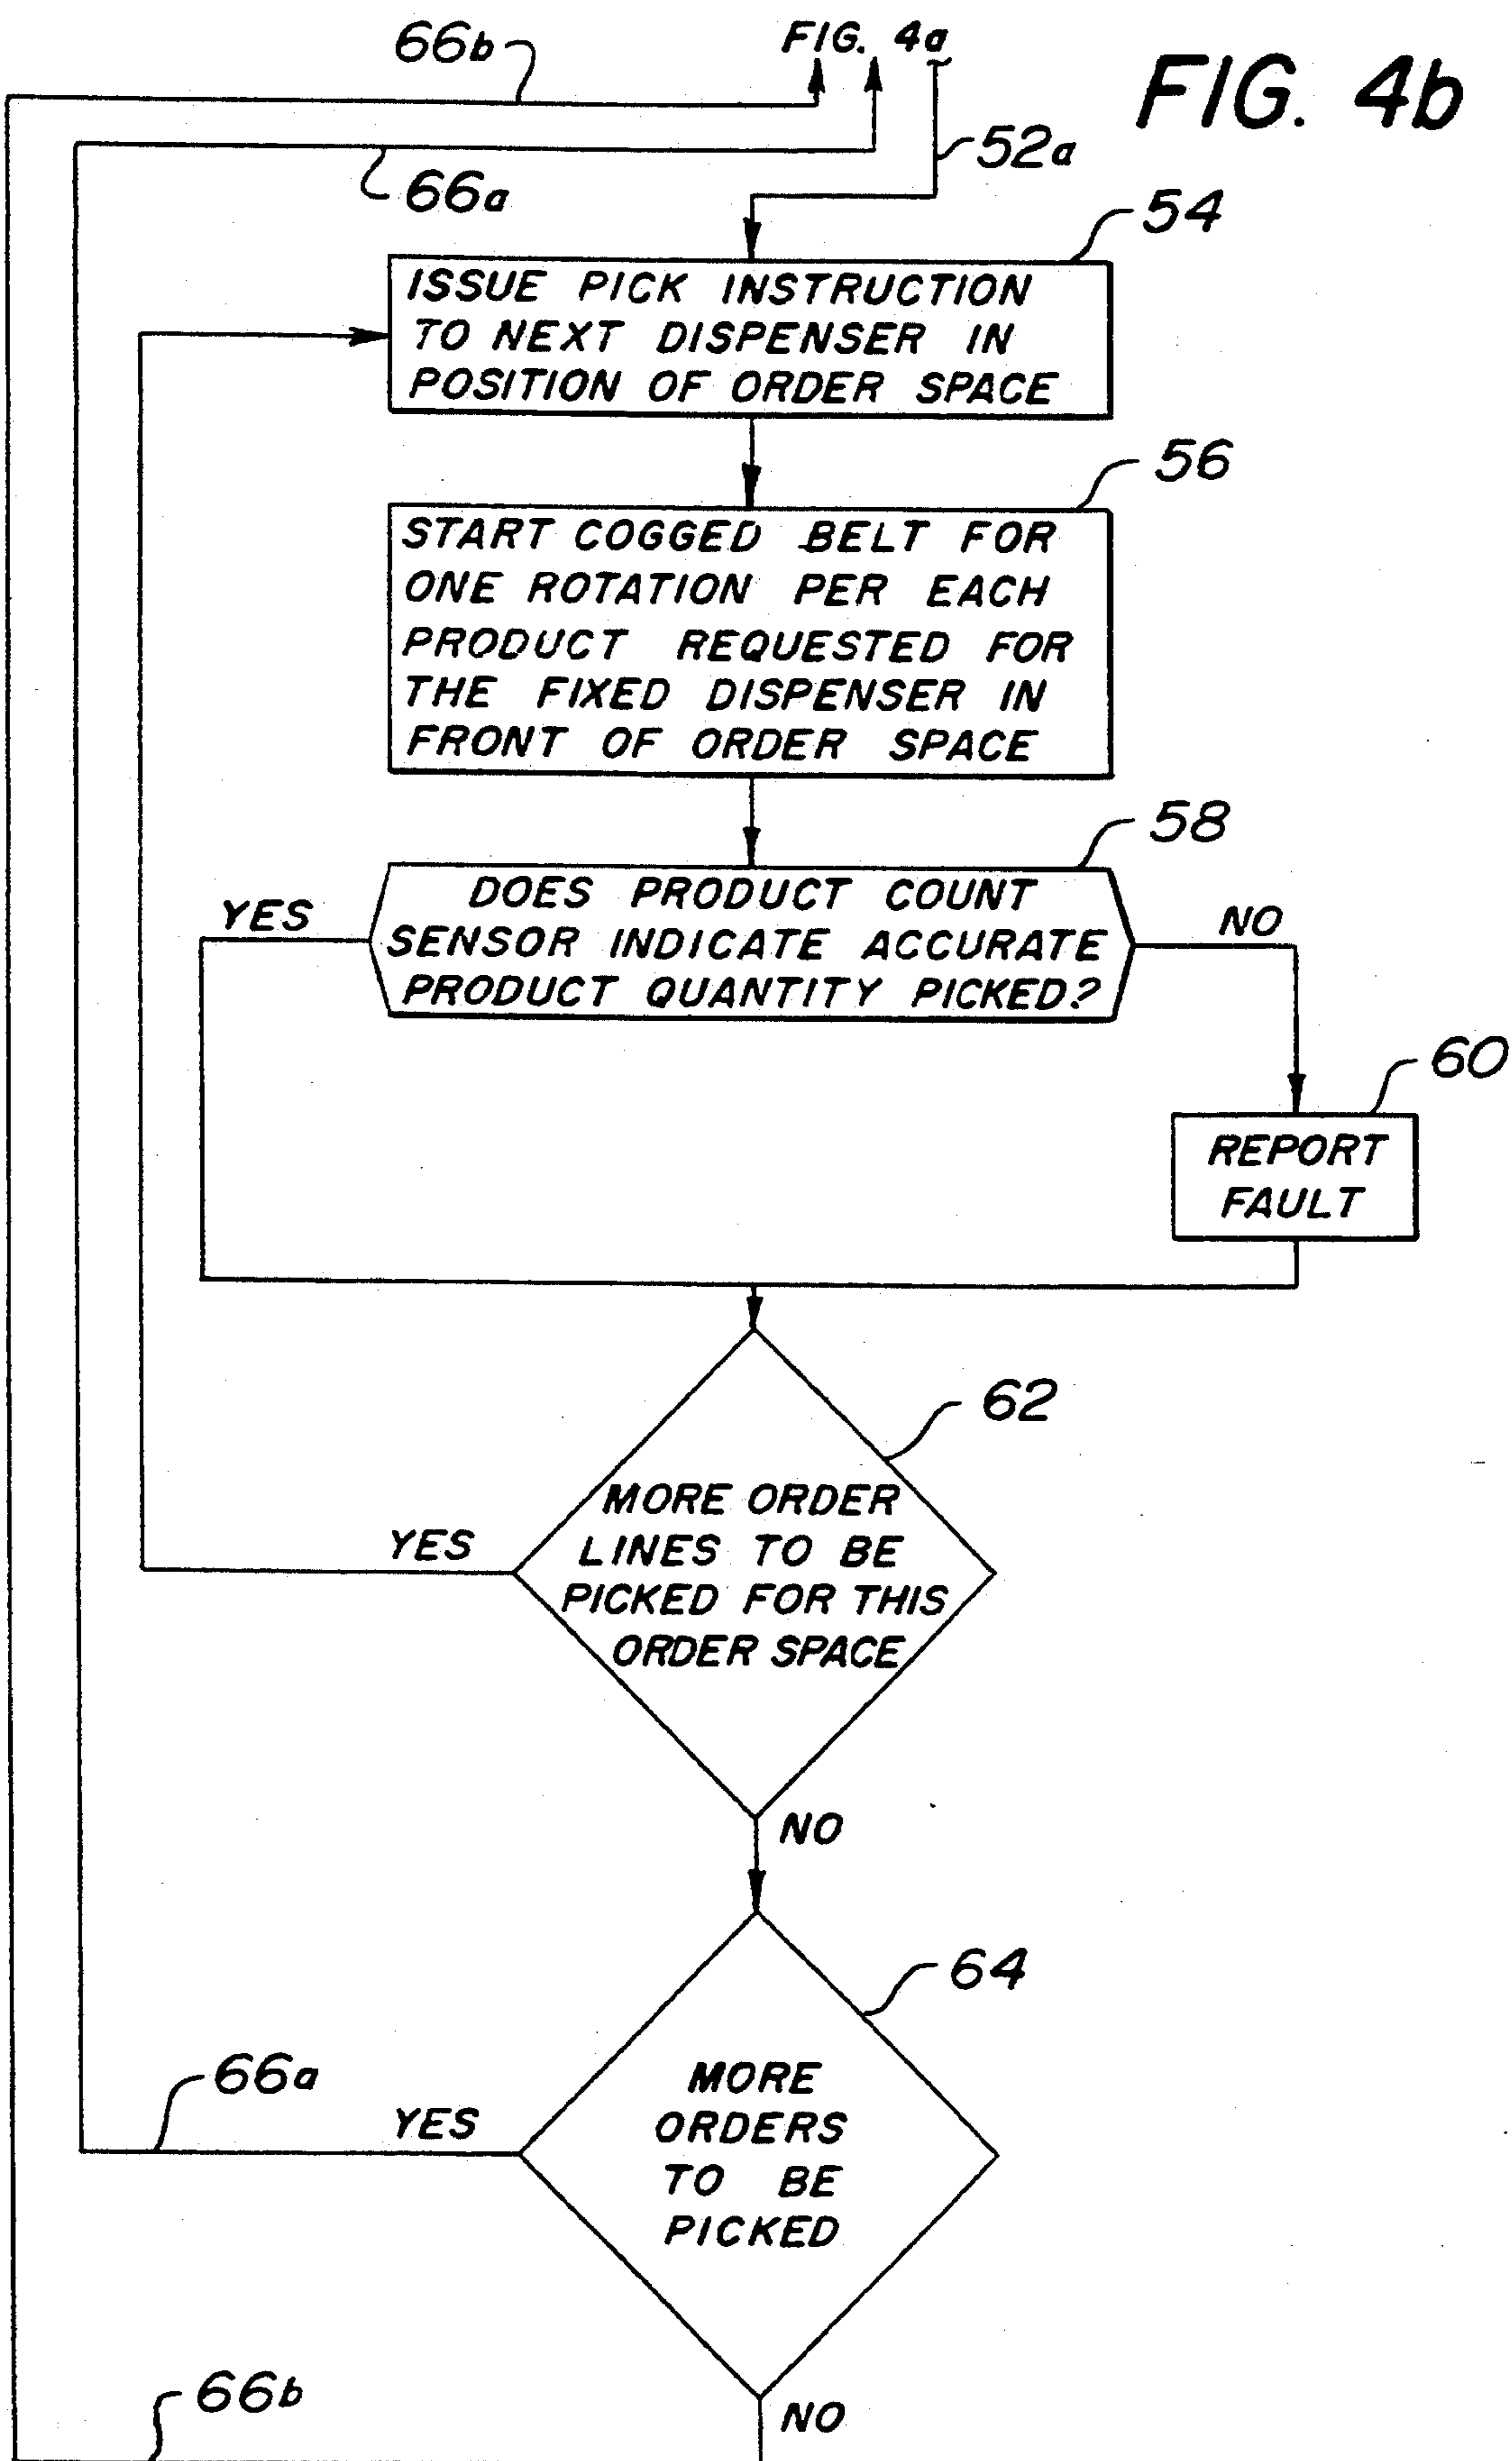 66b
FIG. 4a
FIG. 4b
52a
66a
54
ISSUE PICK INSTRUCTION
TO NEXT DISPENSER IN
POSITION OF ORDER SPACE
56
START COGGED BELT FOR
ONE ROTATION PER EACH
PRODUCT REQUESTED FOR
THE FIXED DISPENSER IN
FRONT OF ORDER SPACE
58
DOES PRODUCT COUNT
SENSOR INDICATE ACCURATE
PRODUCT QUANTITY PICKED?
YES
NO
60
REPORT
FAULT
62
MORE ORDER
LINES TO BE
PICKED FOR THIS
ORDER SPACE
YES
NO
64
MORE
ORDERS
TO BE
PICKED
66a
YES
66b
NO